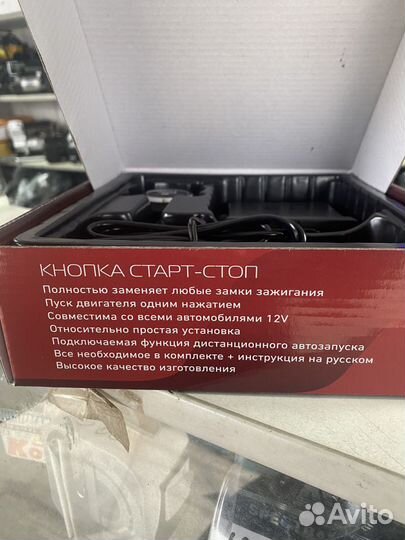 КНОПКА СТАРТ-СТОП
Полностью заменяет любые замки зажигания
Пуск двигателя одним нажатием
Совместима со всеми автомобилями 12V
Относительно простая установка
Подключаемая функция дистанционного автозапуска
Все необходимое в комплекте + инструкция на русском
Высокое качество изготовления
Ko
Avito